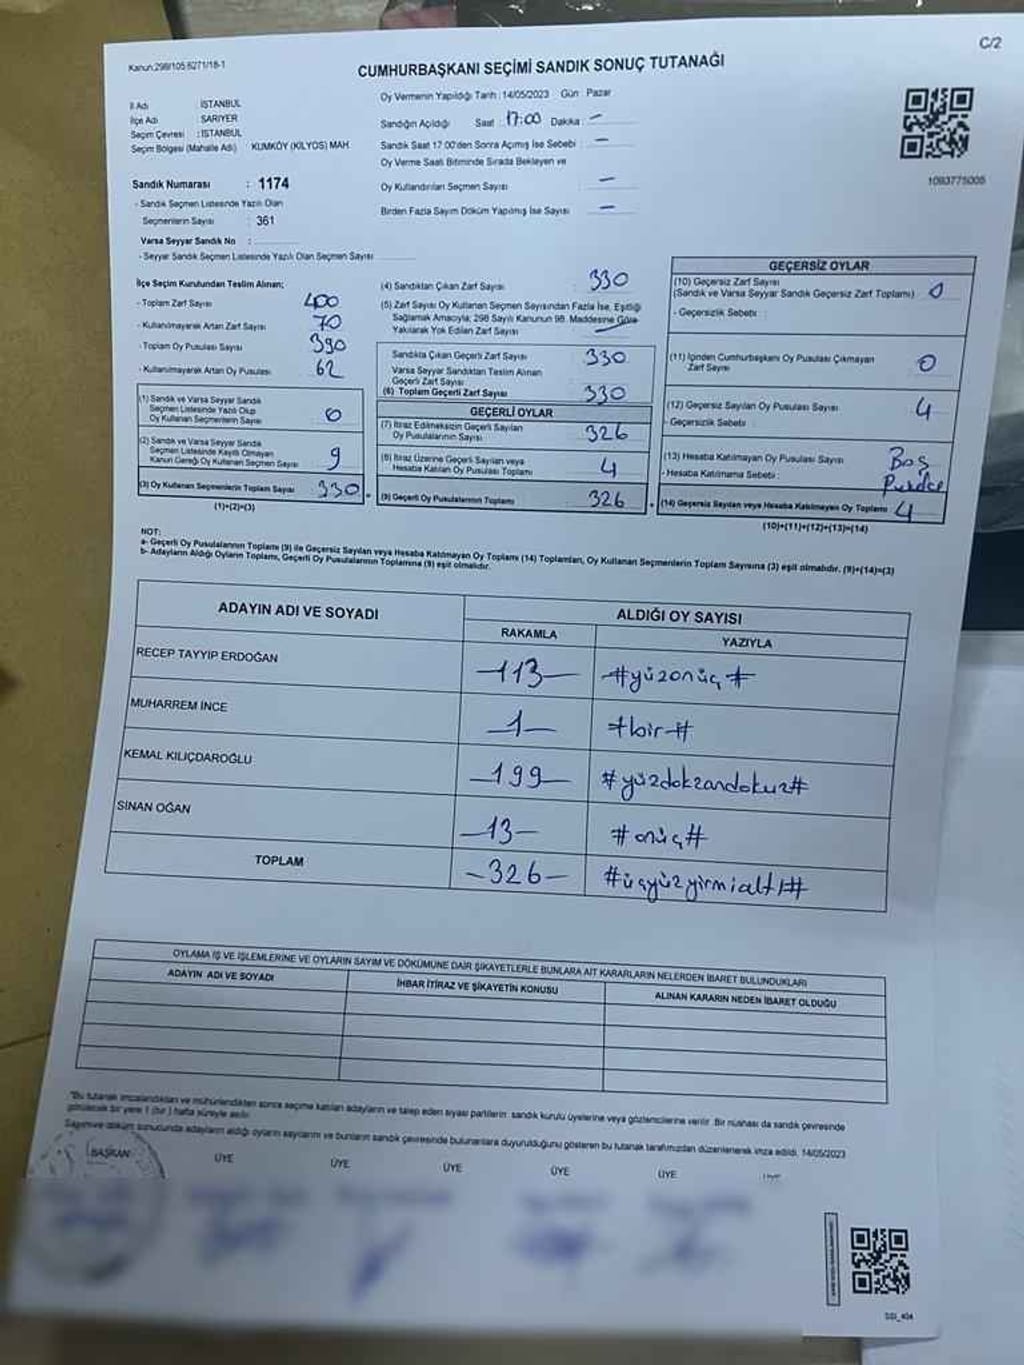 C/2
Kanun:298/105 6271/18-1
CUMHURBAŞKANI SEÇİMİ SANDIK SONUÇ TUTANAĞI
İl Adı : İSTANBUL
İlçe Adı : SARIYER
Seçim Çevresi : İSTANBUL
Seçim Bölgesi (Mahalle Adı) KUMKÖY (KİLYOS) MAH.
Sandık Numarası : 1174
- Sandık Seçmen Listesinde Yazılı Olan
Seçmenlerin Sayısı : 361
Varsa Seyyar Sandık No :
- Seyyar Sandık Seçmen Listesinde Yazılı Olan Seçmen Sayısı
Oy Vermenin Yapıldığı Tarih : 14/05/2023 Gün : Pazar
Sandığın Açıldığı Saat : 17:00 Dakika : -
Sandık Saat 17.00'den Sonra Açılmış İse Sebebi : -
Oy Verme Saati Bitiminde Sırada Bekleyen ve
Oy Kullandırılan Seçmen Sayısı : -
Birden Fazla Sayım Döküm Yapılmış İse Sayısı : -
1093775005
İlçe Seçim Kurulundan Teslim Alınan;
- Toplam Zarf Sayısı : 400
- Kullanılmayarak Artan Zarf Sayısı : 70
- Toplam Oy Pusulası Sayısı : 390
- Kullanılmayarak Artan Oy Pusulası : 62
(1) Sandık ve Varsa Seyyar Sandık
Seçmen Listesinde Yazılı Olup
Oy Kullanan Seçmenlerin Sayısı : 0
(2) Sandık ve Varsa Seyyar Sandık
Seçmen Listesinde Kayıtlı Olmayan
Kanun Gereği Oy Kullanan Seçmen Sayısı : 9
(3) Oy Kullanan Seçmenlerin Toplam Sayısı : 330
(1)+(2)=(3)
(4) Sandıktan Çıkan Zarf Sayısı : 330
(5) Zarf Sayısı Oy Kullanan Seçmen Sayısından Fazla İse, Eşitliği
Sağlamak Amacıyla; 298 Sayılı Kanunun 98. Maddesine Göre
Yakılarak Yok Edilen Zarf Sayısı : -
Sandıkta Çıkan Geçerli Zarf Sayısı : 330
Varsa Seyyar Sandıktan Teslim Alınan
Geçerli Zarf Sayısı :
(6) Toplam Geçerli Zarf Sayısı : 330
GEÇERLİ OYLAR
(7) İtiraz Edilmeksizin Geçerli Sayılan
Oy Pusulalarının Sayısı : 326
(8) İtiraz Üzerine Geçerli Sayılan veya
Hesaba Katılan Oy Pusulası Toplamı : 4
(9) Geçerli Oy Pusulalarının Toplamı : 326
GEÇERSİZ OYLAR
(10) Geçersiz Zarf Sayısı
(Sandık ve Varsa Seyyar Sandık Geçersiz Zarf Toplamı) : 0
- Geçersizlik Sebebi :
(11) İçinden Cumhurbaşkanı Oy Pusulası Çıkmayan
Zarf Sayısı : 0
(12) Geçersiz Sayılan Oy Pusulası Sayısı : 4
- Geçersizlik Sebebi :
(13) Hesaba Katılmayan Oy Pusulası Sayısı : Boş
- Hesaba Katılmama Sebebi :
(14) Geçersiz Sayılan veya Hesaba Katılmayan Oy Toplamı : 4
(10)+(11)+(12)+(13)=(14)
NOT:
a- Geçerli Oy Pusulalarının Toplamı (9) ile Geçersiz Sayılan veya Hesaba Katılmayan Oy Toplamı (14) Toplamları, Oy Kullanan Seçmenlerin Toplam Sayısına (3) eşit olmalıdır. (9)+(14)=(3)
b- Adayların Aldığı Oyların Toplamı, Geçerli Oy Pusulalarının Toplamına (9) eşit olmalıdır.
ADAYIN ADI VE SOYADI ALDIĞI OY SAYISI
RAKAMLA YAZIYLA
RECEP TAYYİP ERDOĞAN -113- #yüzonüç#
MUHARREM İNCE -1- #bir#
KEMAL KILIÇDAROĞLU -199- #yüzdoksandokuz#
SİNAN OĞAN -13- #onüç#
TOPLAM -326- #üçyüzyirmialtı#
OYLAMA İŞ VE İŞLEMLERİNE VE OYLARIN SAYIM VE DÖKÜMÜNE DAİR ŞİKAYETLERLE BUNLARA AİT KARARLARIN NELERDEN İBARET BULUNDUKLARI
ADAYIN ADI VE SOYADI İHBAR İTİRAZ VE ŞİKAYETİN KONUSU ALINAN KARARIN NEDEN İBARET OLDUĞU
"Bu tutanak imzalandıktan ve mühürlendikten sonra seçime katılan adayların ve talep eden siyasi partilerin sandık kurulu üyelerine veya gözlemcilerine verilir. Bir nüshası da sandık çevresinde
görülecek bir yere 1 (bir) hafta süreyle asılır.
Sayım ve döküm sonucunda adayların aldığı oyların sayılarını ve bunların sandık çevresinde bulunanlara duyurulduğunu gösteren bu tutanak tarafımızdan düzenlenerek imza edildi. 14/05/2023
BAŞKAN ÜYE ÜYE ÜYE ÜYE ÜYE